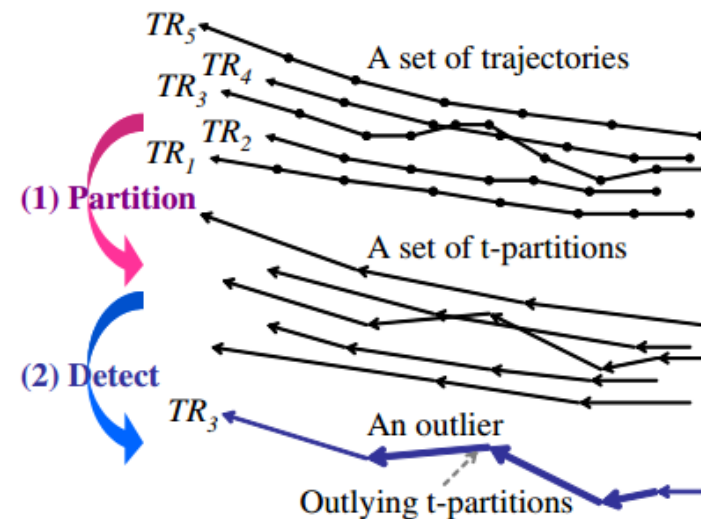 TR5
A set of trajectories
TR4
TR3
TR2
TR1
(1) Partition
A set of t-partitions
(2) Detect
TR3
An outlier
Outlying t-partitions